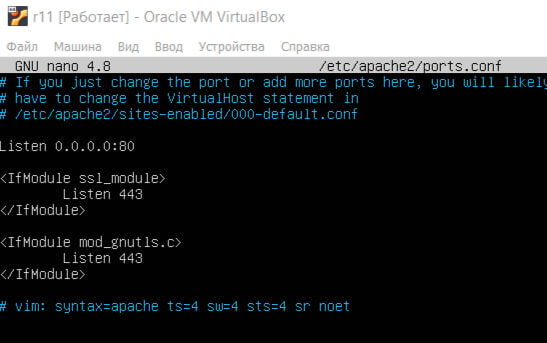 r11 [Работает] - Oracle VM VirtualBox
Файл Машина Вид Ввод Устройства Справка
GNU nano 4.8 /etc/apache2/ports.conf
# If you just change the port or add more ports here, you will likely
# have to change the VirtualHost statement in
# /etc/apache2/sites-enabled/000-default.conf
Listen 0.0.0.0:80
<IfModule ssl_module>
Listen 443
</IfModule>
<IfModule mod_gnutls.c>
Listen 443
</IfModule>
# vim: syntax=apache ts=4 sw=4 sts=4 sr noet